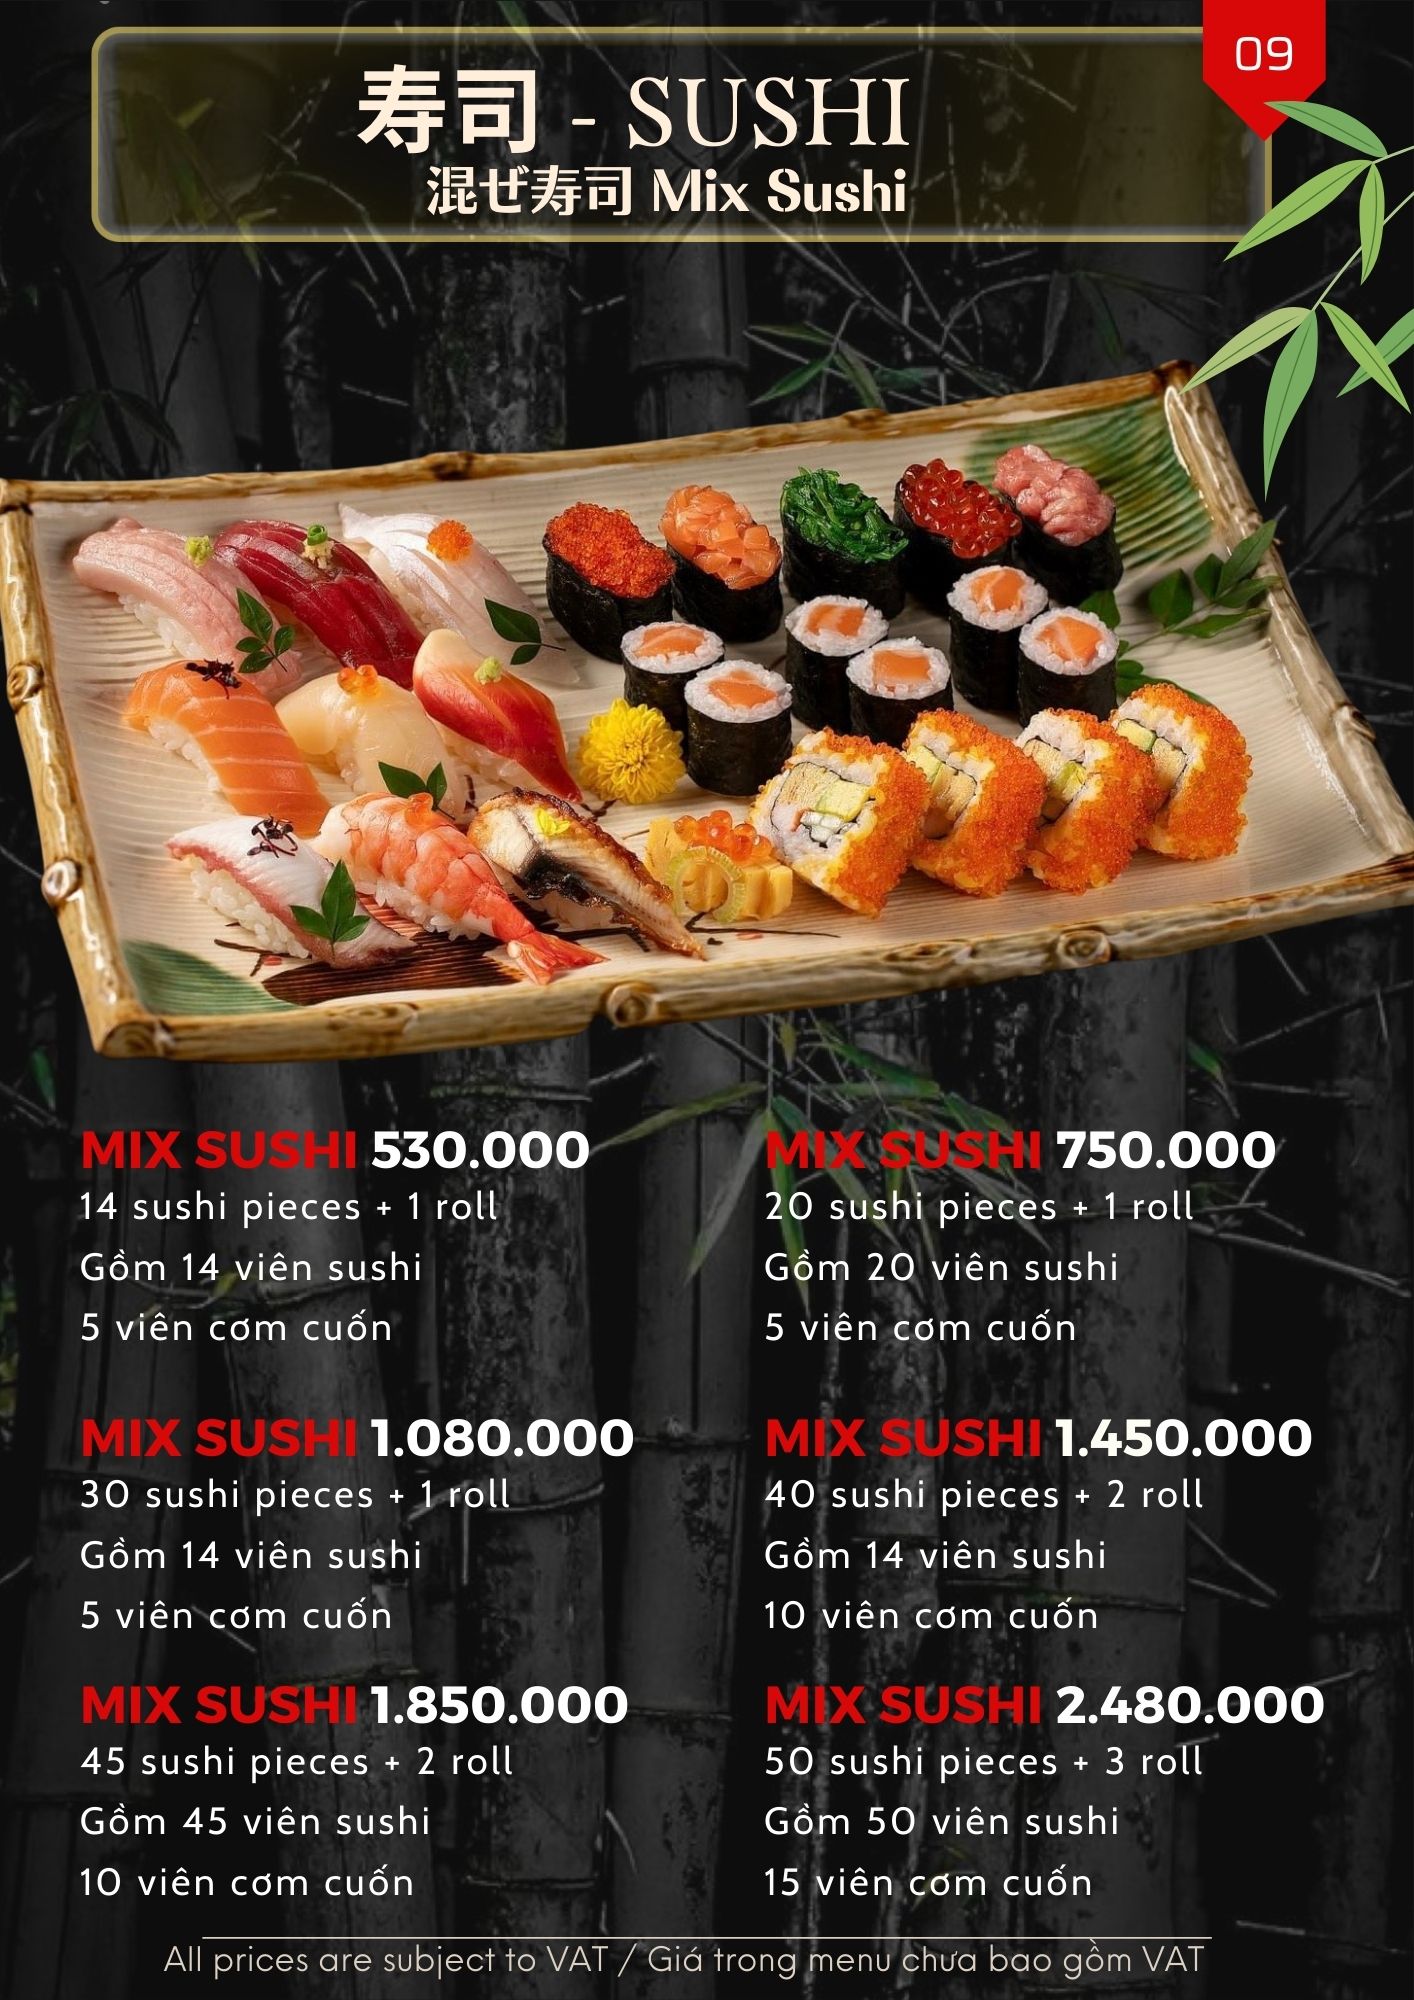 09
寿司 - SUSHI
混ぜ寿司 Mix Sushi
MIX SUSHI 530.000
14 sushi pieces + 1 roll
Gồm 14 viên sushi
5 viên cơm cuốn
MIX SUSHI 750.000
20 sushi pieces + 1 roll
Gồm 20 viên sushi
5 viên cơm cuốn
MIX SUSHI 1.080.000
30 sushi pieces + 1 roll
Gồm 14 viên sushi
5 viên cơm cuốn
MIX SUSHI 1.450.000
40 sushi pieces + 2 roll
Gồm 14 viên sushi
10 viên cơm cuốn
MIX SUSHI 1.850.000
45 sushi pieces + 2 roll
Gồm 45 viên sushi
10 viên cơm cuốn
MIX SUSHI 2.480.000
50 sushi pieces + 3 roll
Gồm 50 viên sushi
15 viên cơm cuốn
All prices are subject to VAT / Giá trong menu chưa bao gồm VAT